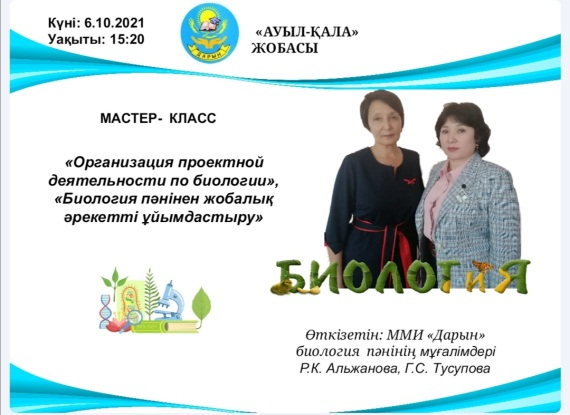 Күні: 6.10.2021
Уақыты: 15:20
ДАРЫН
«АУЫЛ-ҚАЛА»
ЖОБАСЫ
МАСТЕР- КЛАСС
«Организация проектной
деятельности по биологии»,
«Биология пәнінен жобалық
әрекетті ұйымдастыру»
БИОЛОГИЯ
Өткізетін: ММИ «Дарын»
биология пәнінің мұғалімдері
Р.К. Альжанова, Г.С. Тусупова